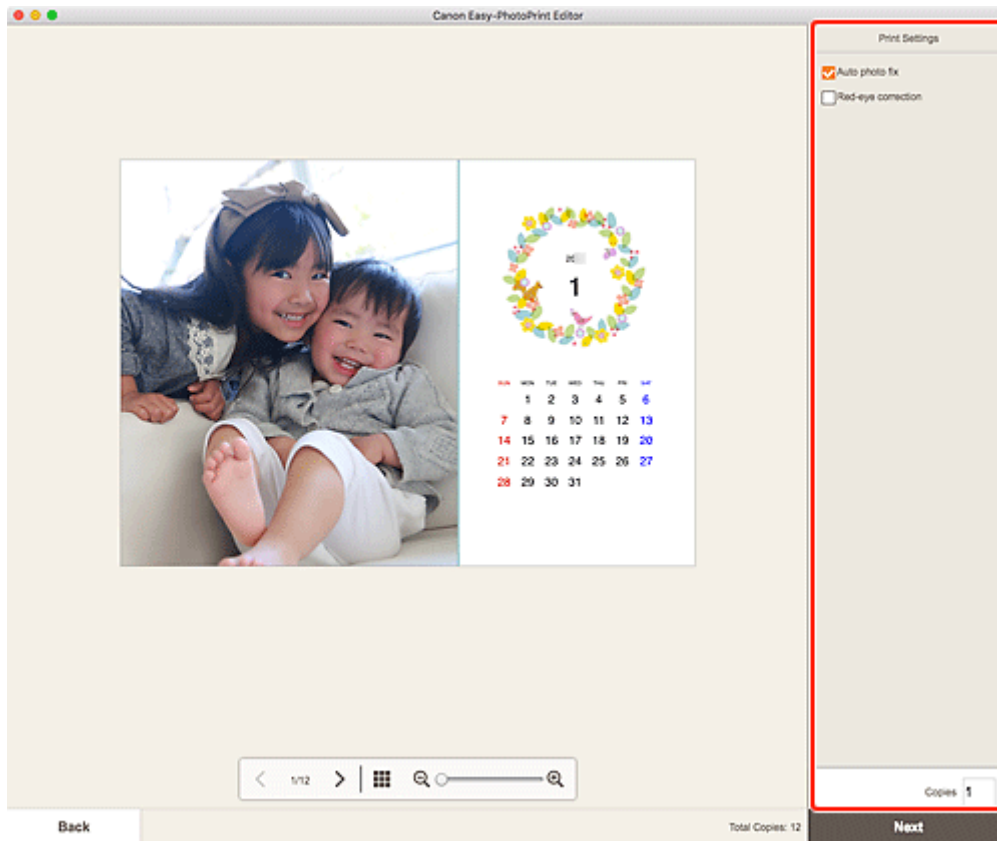 Canon Easy-PhotoPrint Editor
Print Settings
Auto photo fix
Red-eye correction
20
1
SUN MON TUE WED THU FRI SAT
1 2 3 4 5 6
7 8 9 10 11 12 13
14 15 16 17 18 19 20
21 22 23 24 25 26 27
28 29 30 31
1/12
Copies 1
Back
Total Copies: 12
Next